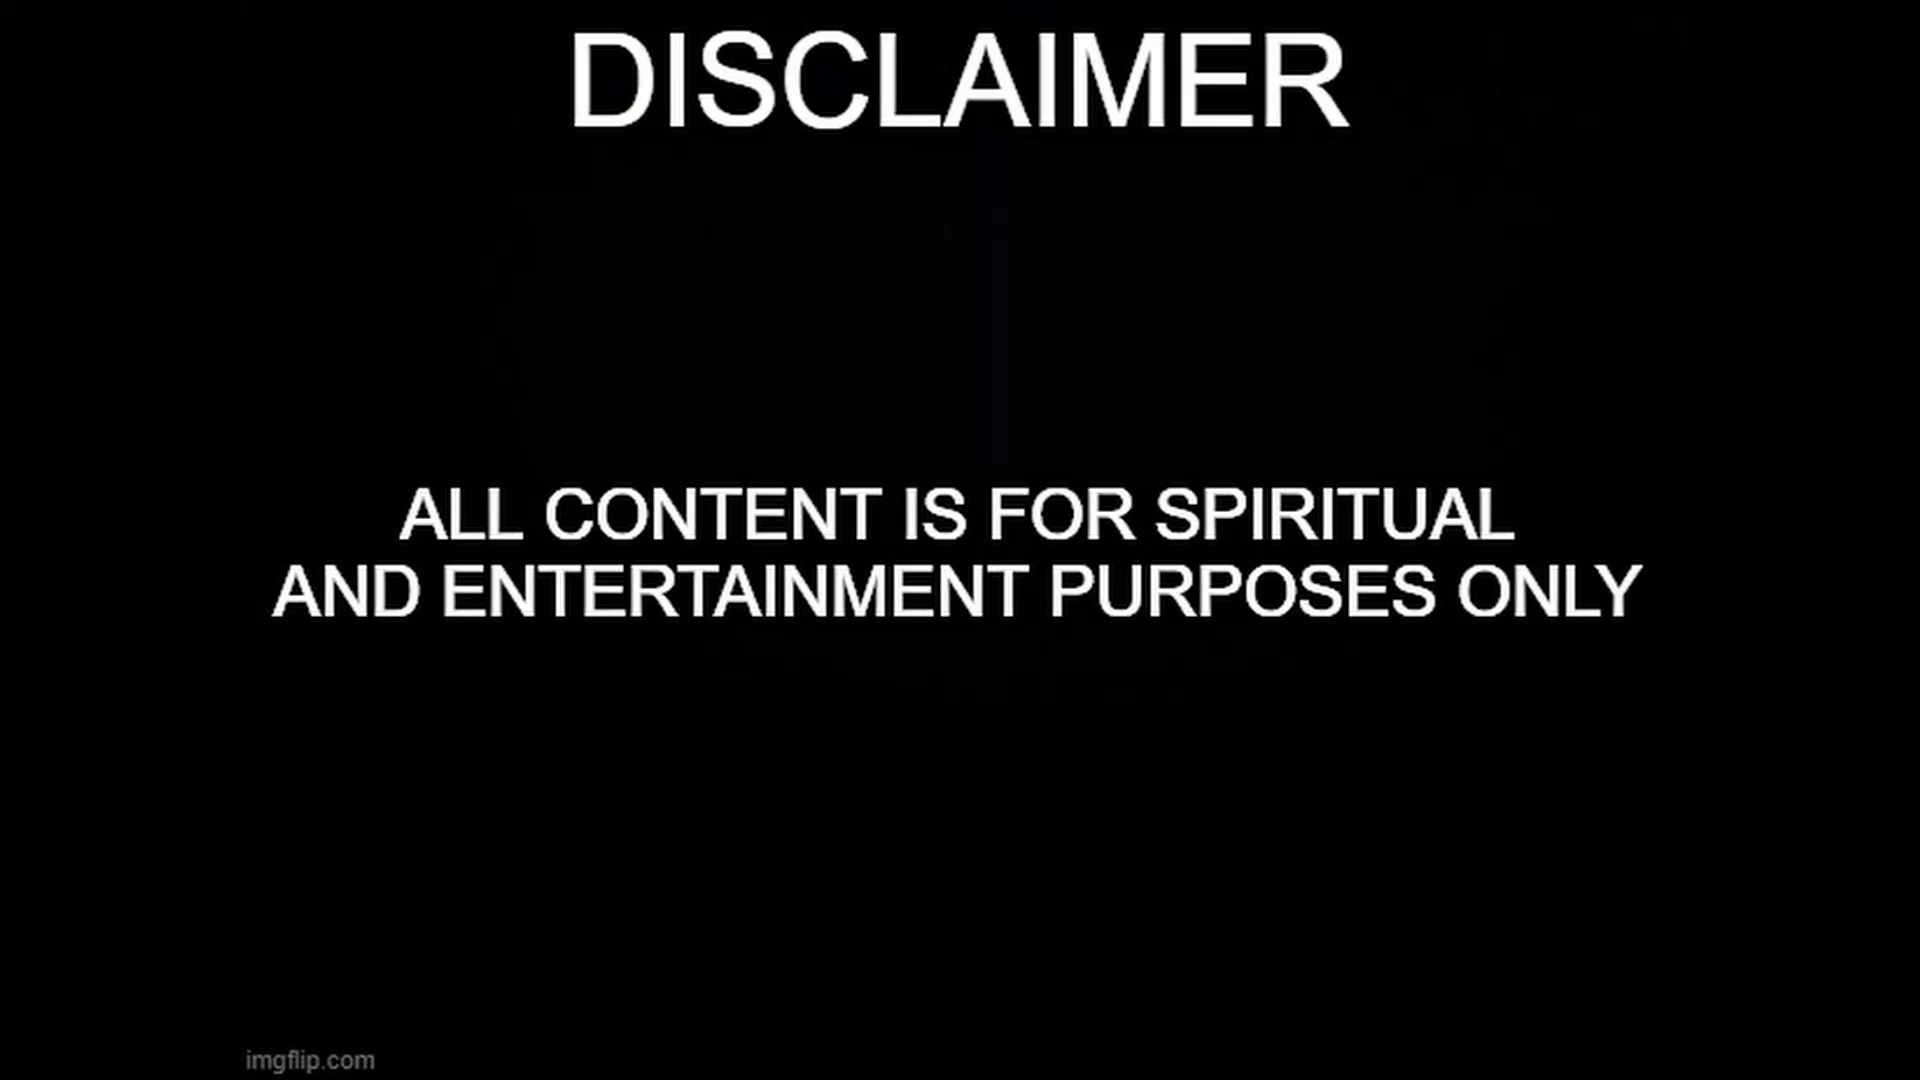 DISCLAIMER
ALL CONTENT IS FOR SPIRITUAL
AND ENTERTAINMENT PURPOSES ONLY
imgflip.com